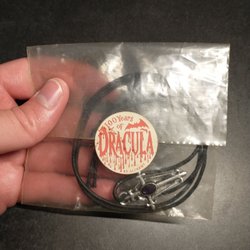 100 Years
of
DRACULA